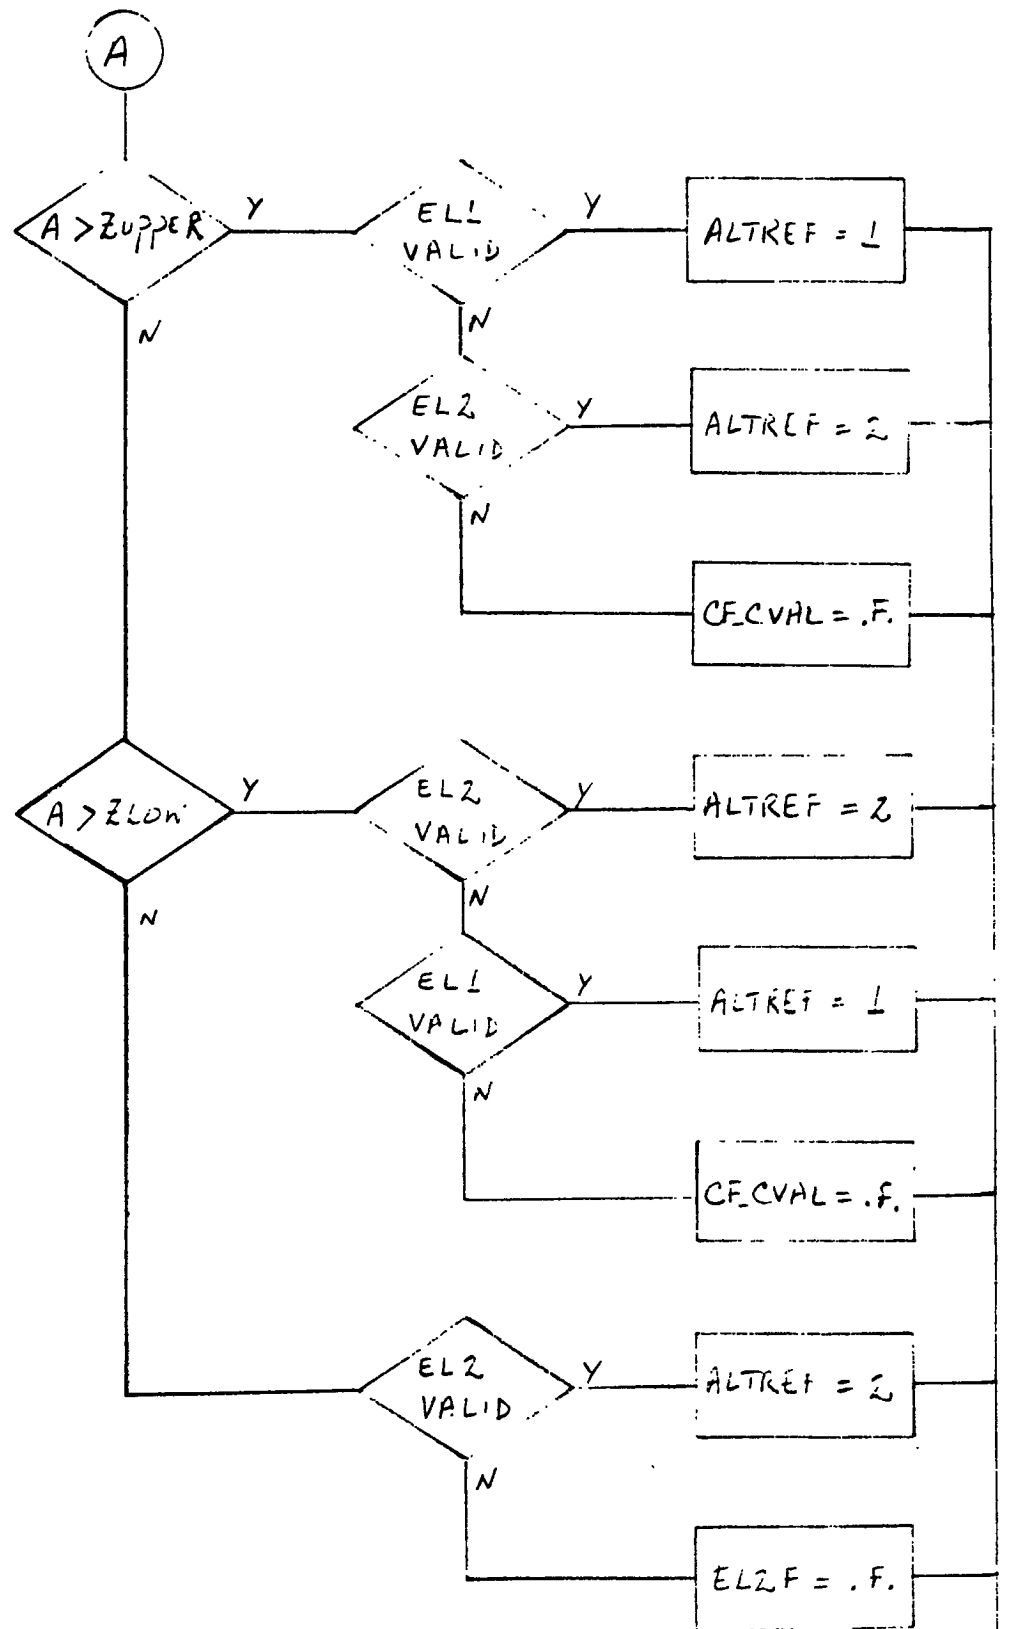 A
A > ZUPPER
Y
EL1
VALID
Y
ALTREF = 1
N
N
EL2
VALID
Y
ALTREF = 2
N
CF_CVAL = .F.
A > ZLOW
Y
EL2
VALID
Y
ALTREF = 2
N
N
EL1
VALID
Y
ALTREF = 1
N
CF_CVAL = .F.
EL2
VALID
Y
ALTREF = 2
N
EL2F = .F.